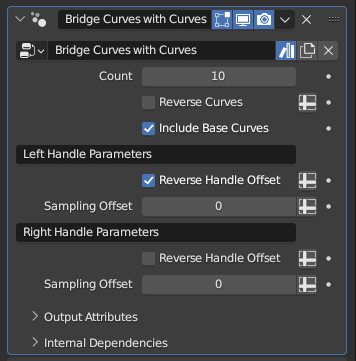 Bridge Curves with Curves
Bridge Curves with Curves
Count 10
Reverse Curves
Include Base Curves
Left Handle Parameters
Reverse Handle Offset
Sampling Offset 0
Right Handle Parameters
Reverse Handle Offset
Sampling Offset 0
Output Attributes
Internal Dependencies